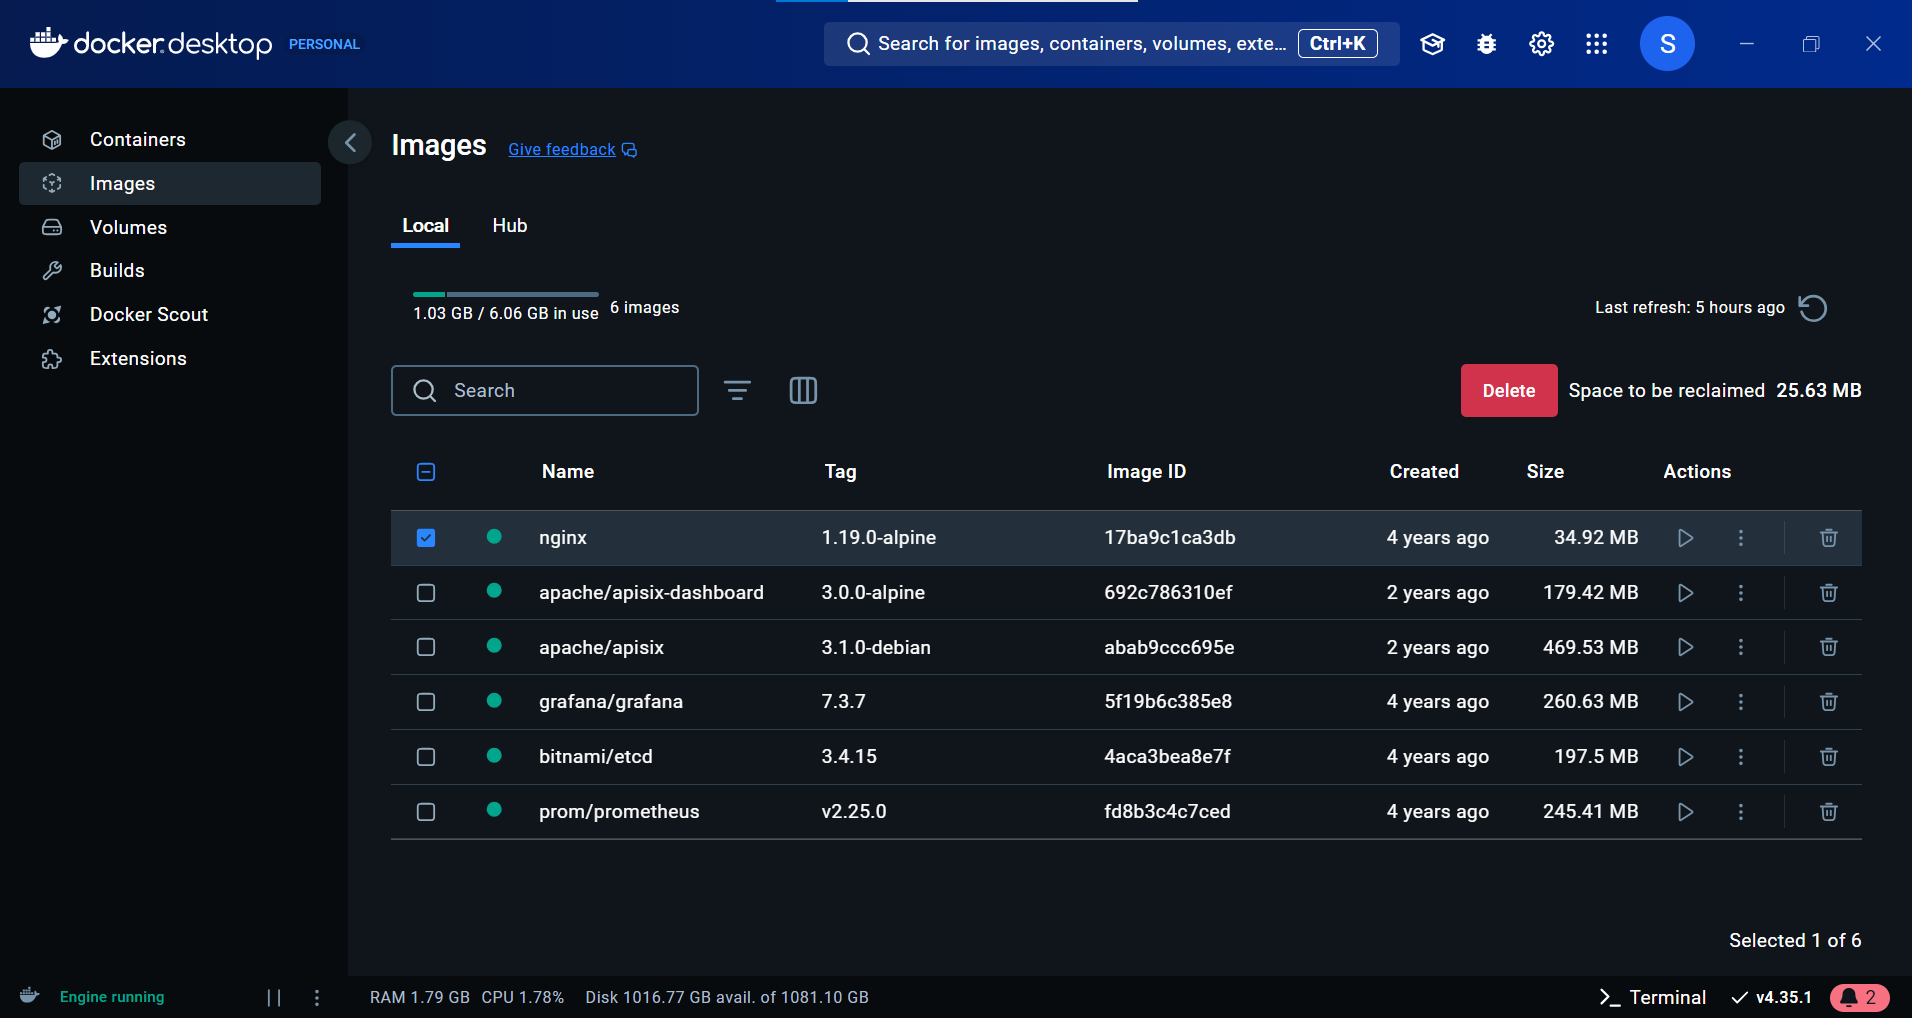 docker.desktop PERSONAL
Search for images, containers, volumes, exte... Ctrl+K
S
Containers
Images
Volumes
Builds
Docker Scout
Extensions
Images Give feedback
Local Hub
1.03 GB / 6.06 GB in use 6 images
Last refresh: 5 hours ago
Search
Delete Space to be reclaimed 25.63 MB
Name Tag Image ID Created Size Actions
nginx 1.19.0-alpine 17ba9c1ca3db 4 years ago 34.92 MB
apache/apisix-dashboard 3.0.0-alpine 692c786310ef 2 years ago 179.42 MB
apache/apisix 3.1.0-debian abab9ccc695e 2 years ago 469.53 MB
grafana/grafana 7.3.7 5f19b6c385e8 4 years ago 260.63 MB
bitnami/etcd 3.4.15 4aca3bea8e7f 4 years ago 197.5 MB
prom/prometheus v2.25.0 fd8b3c4c7ced 4 years ago 245.41 MB
Selected 1 of 6
Engine running RAM 1.79 GB CPU 1.78% Disk 1016.77 GB avail. of 1081.10 GB Terminal v4.35.1 2